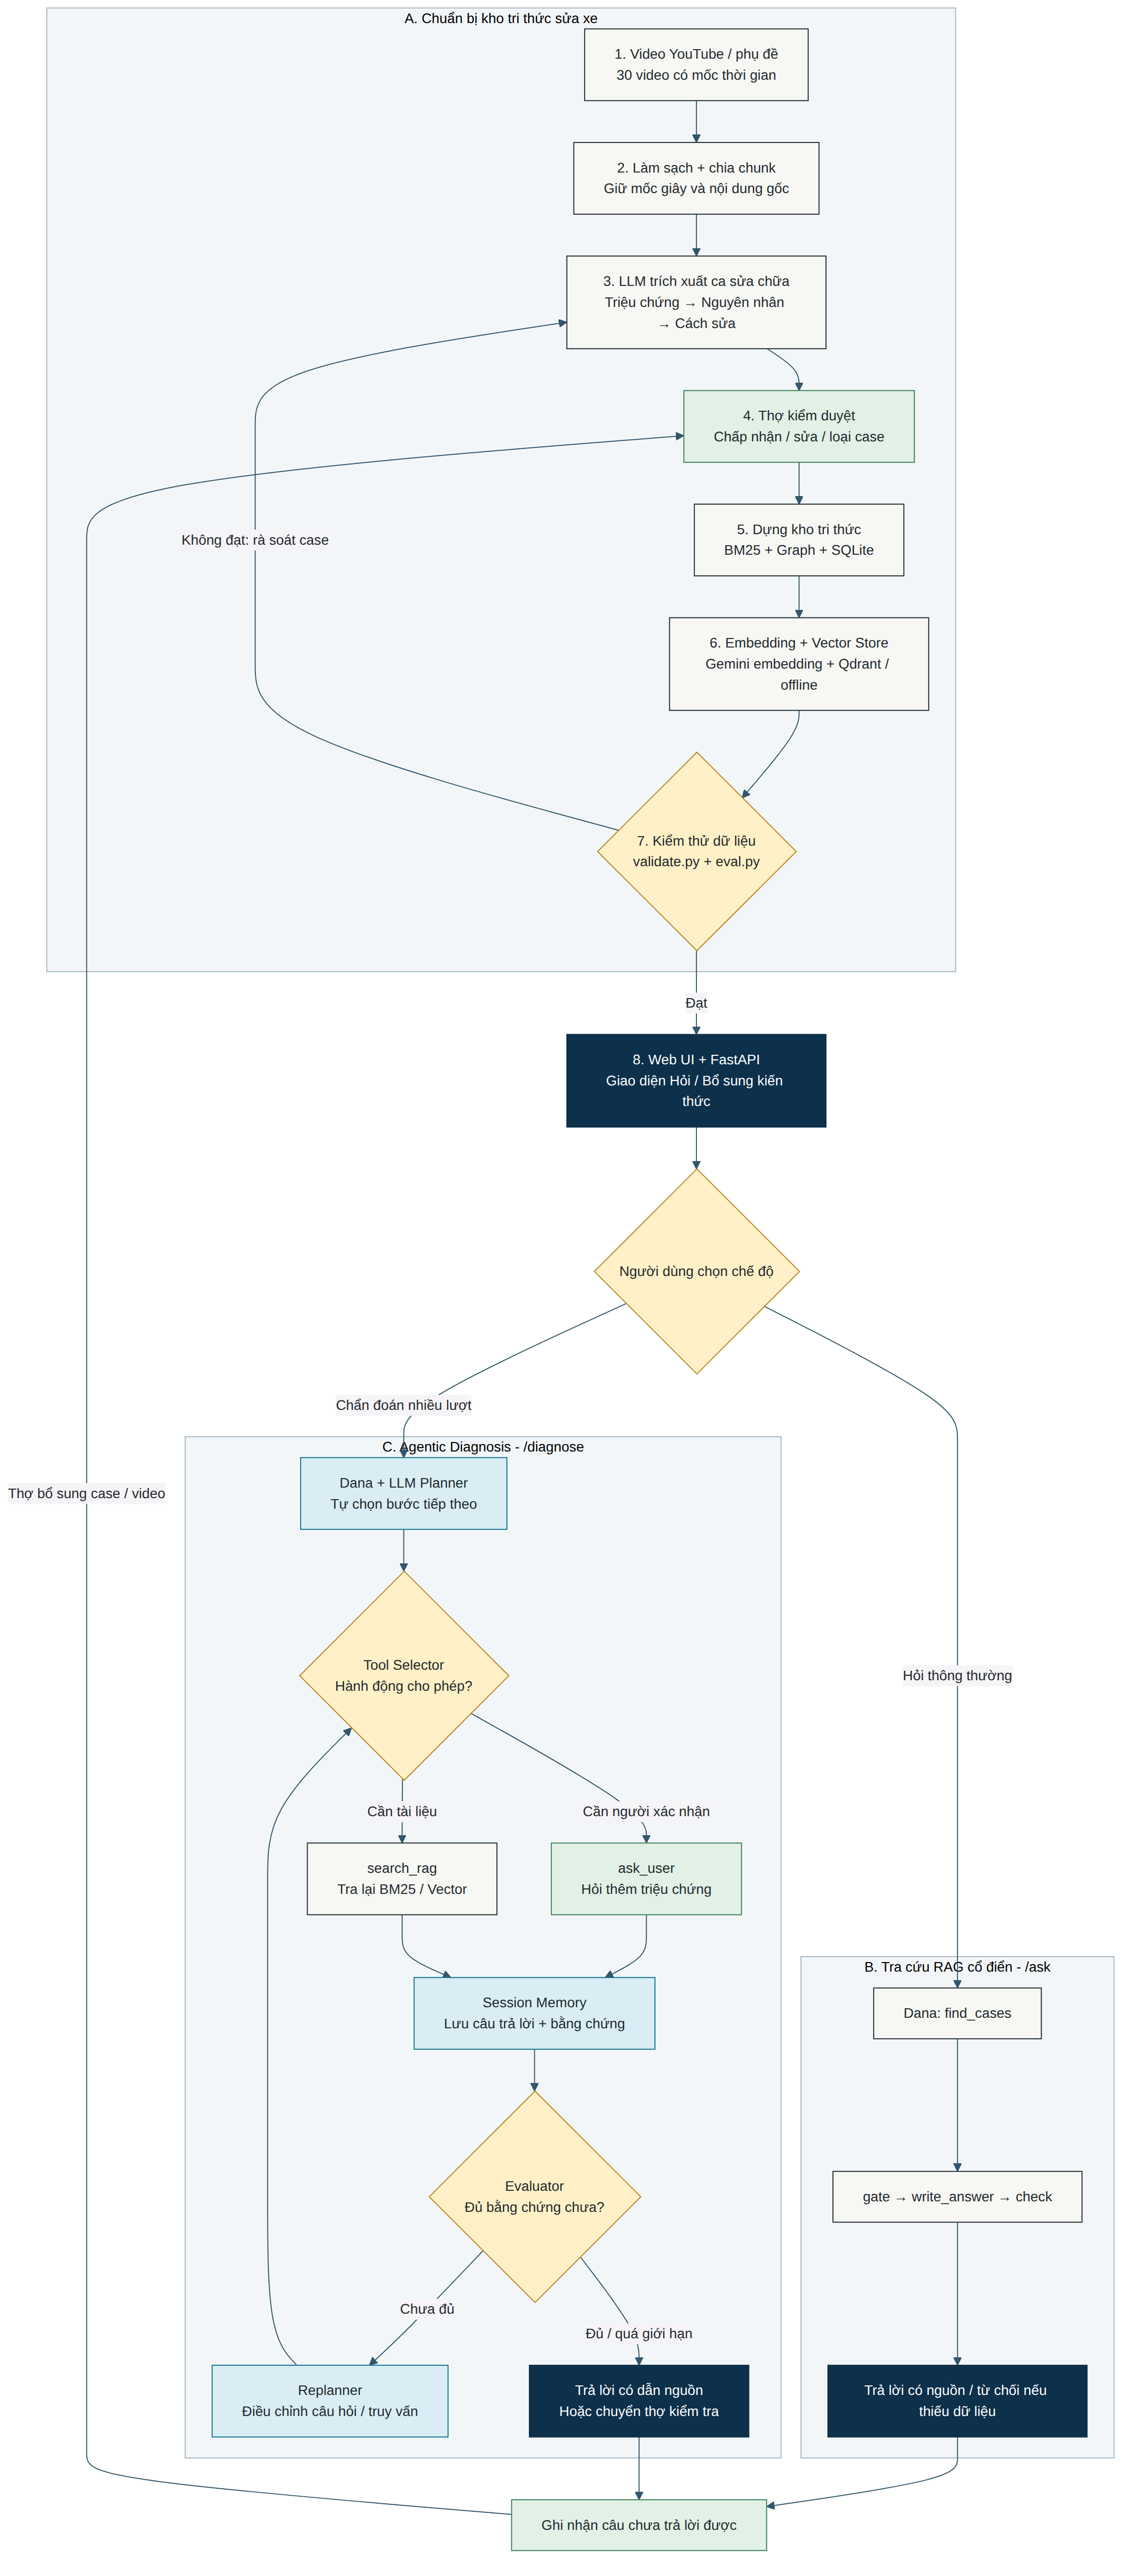 A. Chuẩn bị kho tri thức sửa xe
1. Video YouTube / phụ đề
30 video có mốc thời gian
2. Làm sạch + chia chunk
Giữ mốc giây và nội dung gốc
3. LLM trích xuất ca sửa chữa
Triệu chứng → Nguyên nhân
→ Cách sửa
4. Thợ kiểm duyệt
Chấp nhận / sửa / loại case
5. Dựng kho tri thức
BM25 + Graph + SQLite
Không đạt: rà soát case
6. Embedding + Vector Store
Gemini embedding + Qdrant /
offline
7. Kiểm thử dữ liệu
validate.py + eval.py
Đạt
8. Web UI + FastAPI
Giao diện Hỏi / Bổ sung kiến
thức
Người dùng chọn chế độ
Chẩn đoán nhiều lượt
C. Agentic Diagnosis - /diagnose
Dana + LLM Planner
Tự chọn bước tiếp theo
Thợ bổ sung case / video
Tool Selector
Hành động cho phép?
Hỏi thông thường
Cần tài liệu
Cần người xác nhận
search_rag
Tra lại BM25 / Vector
ask_user
Hỏi thêm triệu chứng
B. Tra cứu RAG cổ điển - /ask
Session Memory
Lưu câu trả lời + bằng chứng
Dana: find_cases
Evaluator
Đủ bằng chứng chưa?
gate → write_answer → check
Chưa đủ
Đủ / quá giới hạn
Replanner
Điều chỉnh câu hỏi / truy vấn
Trả lời có dẫn nguồn
Hoặc chuyển thợ kiểm tra
Trả lời có nguồn / từ chối nếu
thiếu dữ liệu
Ghi nhận câu chưa trả lời được